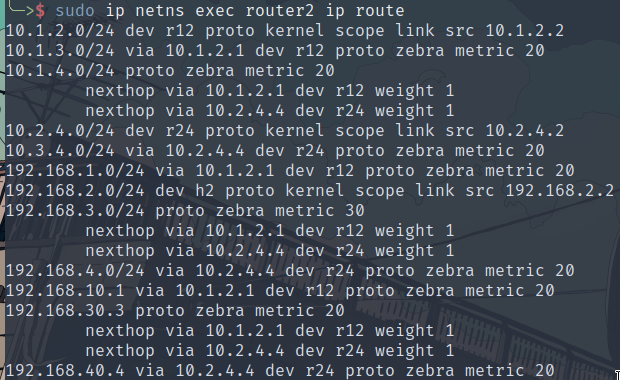 └─>$ sudo ip netns exec router2 ip route
10.1.2.0/24 dev r12 proto kernel scope link src 10.1.2.2
10.1.3.0/24 via 10.1.2.1 dev r12 proto zebra metric 20
10.1.4.0/24 proto zebra metric 20
        nexthop via 10.1.2.1 dev r12 weight 1
        nexthop via 10.2.4.4 dev r24 weight 1
10.2.4.0/24 dev r24 proto kernel scope link src 10.2.4.2
10.3.4.0/24 via 10.2.4.4 dev r24 proto zebra metric 20
192.168.1.0/24 via 10.1.2.1 dev r12 proto zebra metric 20
192.168.2.0/24 dev h2 proto kernel scope link src 192.168.2.2
192.168.3.0/24 proto zebra metric 30
        nexthop via 10.1.2.1 dev r12 weight 1
        nexthop via 10.2.4.4 dev r24 weight 1
192.168.4.0/24 via 10.2.4.4 dev r24 proto zebra metric 20
192.168.10.1 via 10.1.2.1 dev r12 proto zebra metric 20
192.168.30.3 proto zebra metric 20
        nexthop via 10.1.2.1 dev r12 weight 1
        nexthop via 10.2.4.4 dev r24 weight 1
192.168.40.4 via 10.2.4.4 dev r24 proto zebra metric 20